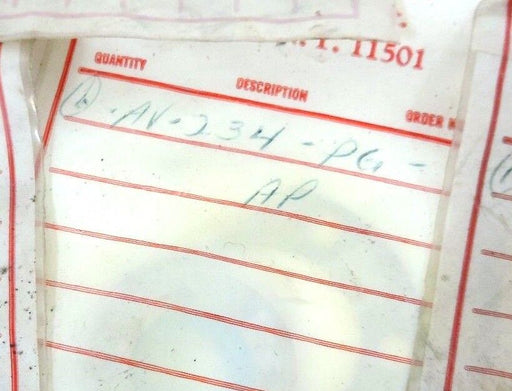 . Y. 11501
QUANTITY DESCRIPTION ORDER
AV-234-PG-
AP